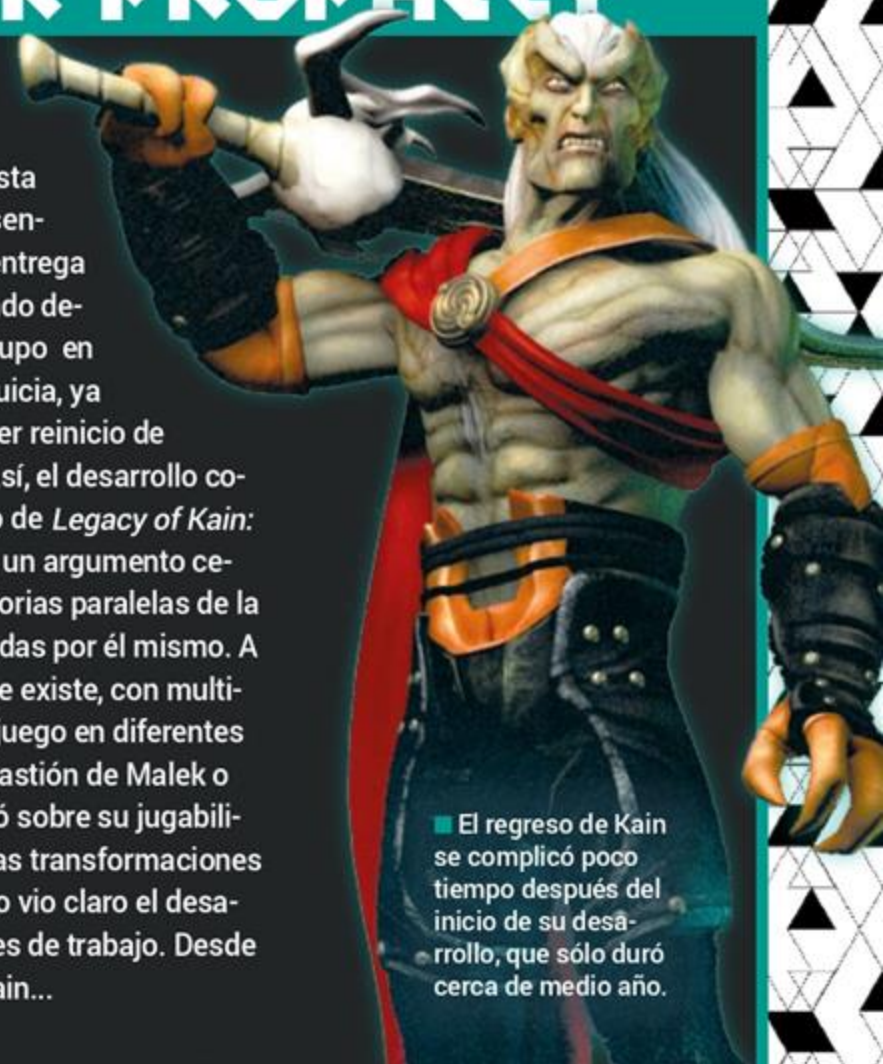 R PROPHECY
sta
sen-
entrega
do de-
upo en
uicia, ya
er reinicio de
sí, el desarrollo co-
o de Legacy of Kain:
un argumento ce-
orias paralelas de la
das por él mismo. A
e existe, con multi-
juego en diferentes
astión de Malek o
ó sobre su jugabili-
as transformaciones
o vio claro el desa-
es de trabajo. Desde
ain...
El regreso de Kain
se complicó poco
tiempo después del
inicio de su desa-
rrollo, que sólo duró
cerca de medio año.